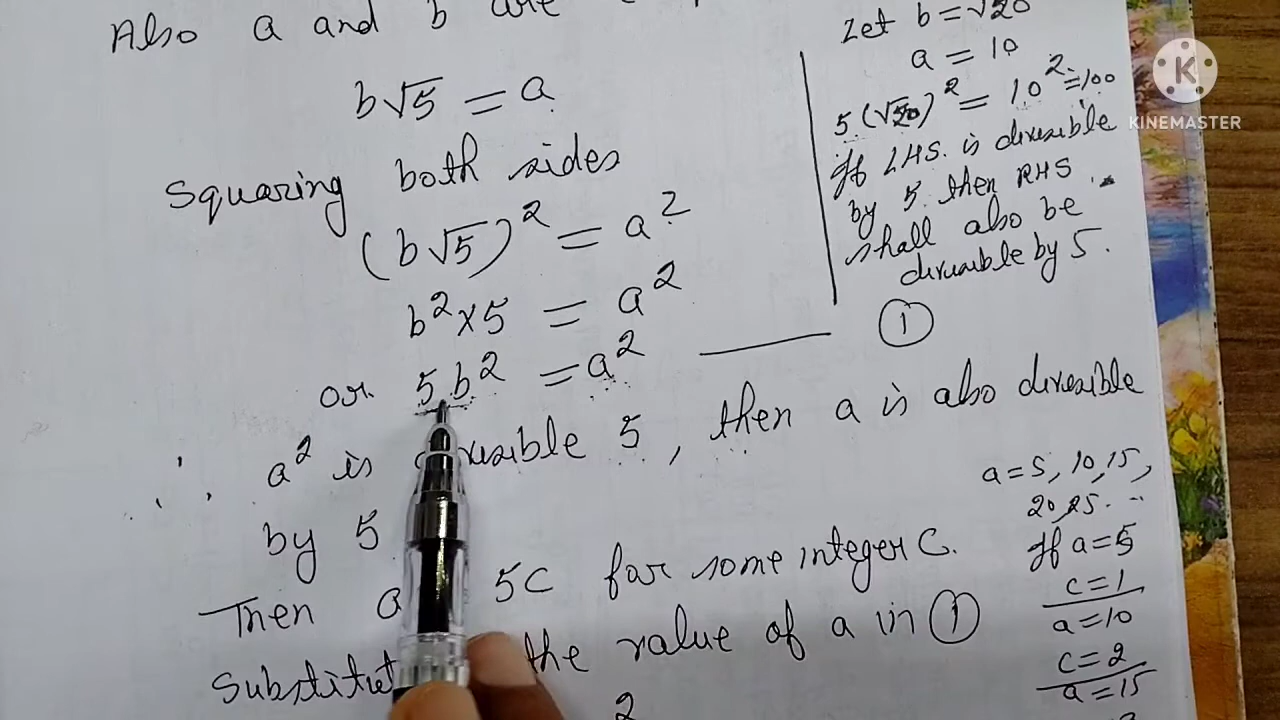 Also a and b are
b√5 = a
Squaring both sides
(b√5)² = a²
b² × 5 = a²
or 5b² = a² ——— ①
∴ a² is divisible 5, then a is also divisible
by 5
Then a 5c for some integer C.
Substitut the value of a in ①
2
Let b = √20
a = 10
5(√20)² = 10² = 100
If LHS. is divisible
by 5. then RHS
shall also be
divisible by 5.
a = 5, 10, 15,
20, 25. ..
If a = 5
c = 1
a = 10
c = 2
a = 15
K
KINEMASTER